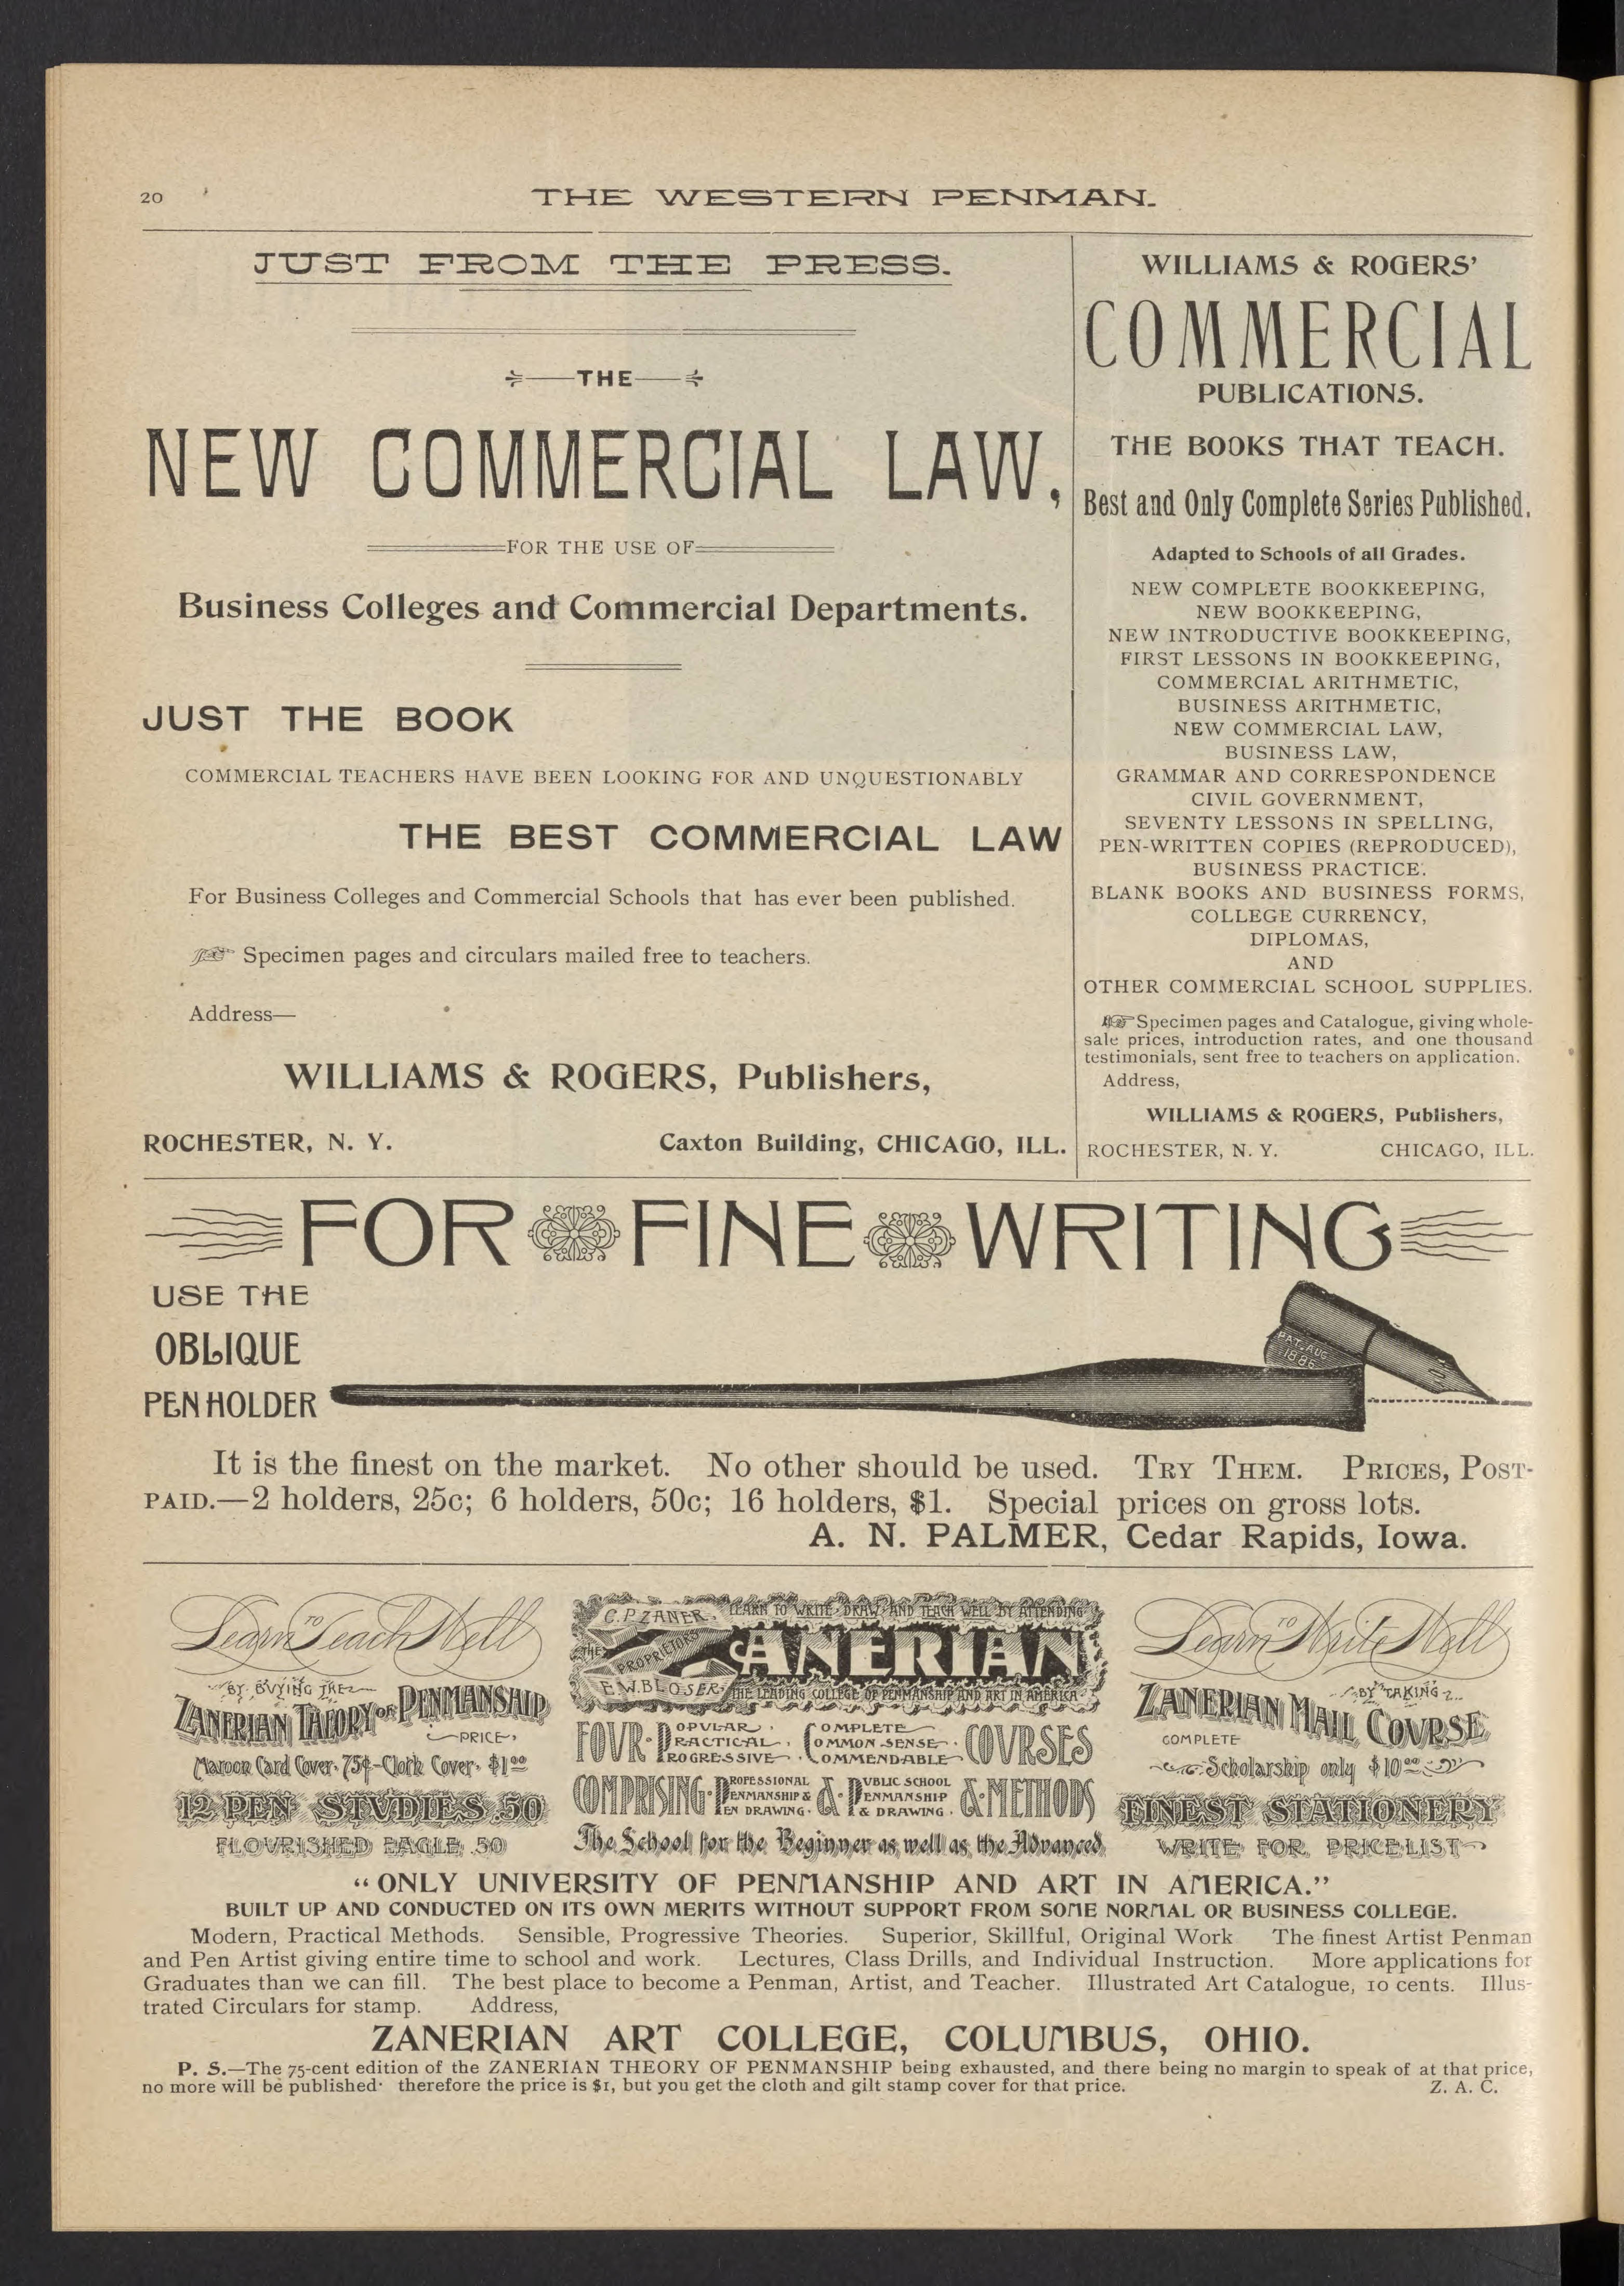 20
THE WESTERN PENMAN.
JUST FROM THE PRESS.
THE
NEW COMMERCIAL LAW,
FOR THE USE OF
Business Colleges and Commercial Departments.
JUST THE BOOK
COMMERCIAL TEACHERS HAVE BEEN LOOKING FOR AND UNQUESTIONABLY
THE BEST COMMERCIAL LAW
For Business Colleges and Commercial Schools that has ever been published.
☞ Specimen pages and circulars mailed free to teachers.
Address—
WILLIAMS & ROGERS, Publishers,
ROCHESTER, N. Y. Caxton Building, CHICAGO, ILL.
WILLIAMS & ROGERS'
COMMERCIAL
PUBLICATIONS.
THE BOOKS THAT TEACH.
Best and Only Complete Series Published.
Adapted to Schools of all Grades.
NEW COMPLETE BOOKKEEPING,
NEW BOOKKEEPING,
NEW INTRODUCTIVE BOOKKEEPING,
FIRST LESSONS IN BOOKKEEPING,
COMMERCIAL ARITHMETIC,
BUSINESS ARITHMETIC,
NEW COMMERCIAL LAW,
BUSINESS LAW,
GRAMMAR AND CORRESPONDENCE
CIVIL GOVERNMENT,
SEVENTY LESSONS IN SPELLING,
PEN-WRITTEN COPIES (REPRODUCED),
BUSINESS PRACTICE.
BLANK BOOKS AND BUSINESS FORMS,
COLLEGE CURRENCY,
DIPLOMAS,
AND
OTHER COMMERCIAL SCHOOL SUPPLIES.
☞ Specimen pages and Catalogue, giving whole-
sale prices, introduction rates, and one thousand
testimonials, sent free to teachers on application.
Address,
WILLIAMS & ROGERS, Publishers,
ROCHESTER, N. Y. CHICAGO, ILL.
FOR FINE WRITING
USE THE
OBLIQUE
PENHOLDER
PAT. AUG
1886
It is the finest on the market. No other should be used. TRY THEM. PRICES, POST-
PAID.—2 holders, 25c; 6 holders, 50c; 16 holders, $1. Special prices on gross lots.
A. N. PALMER, Cedar Rapids, Iowa.
Learn to Teach Well
BY BUYING THE
ZANERIAN THEORY OF PENMANSHIP
PRICE,
Maroon Card Cover. 75¢—Cloth Cover. $1 00
12 PEN STUDIES .50
FLOURISHED EAGLE .50
C. P. ZANER,
LEARN TO WRITE, DRAW, AND TEACH WELL BY ATTENDING
THE
PROPRIETORS
ZANERIAN
E. W. BLOSER
THE LEADING COLLEGE OF PENMANSHIP AND ART IN AMERICA
FOUR POPULAR, PRACTICAL, PROGRESSIVE, COMPLETE, COMMON SENSE, COMMENDABLE COURSES
COMPRISING PROFESSIONAL PENMANSHIP & PEN DRAWING, & PUBLIC SCHOOL PENMANSHIP & DRAWING, & METHODS
The School for the Beginner as well as the Advanced.
Learn to Write Well
BY TAKING
ZANERIAN MAIL COURSE
COMPLETE
Scholarship only $10 00
FINEST STATIONERY
WRITE FOR PRICE-LIST
"ONLY UNIVERSITY OF PENMANSHIP AND ART IN AMERICA."
BUILT UP AND CONDUCTED ON ITS OWN MERITS WITHOUT SUPPORT FROM SOME NORMAL OR BUSINESS COLLEGE.
Modern, Practical Methods. Sensible, Progressive Theories. Superior, Skillful, Original Work The finest Artist Penman
and Pen Artist giving entire time to school and work. Lectures, Class Drills, and Individual Instruction. More applications for
Graduates than we can fill. The best place to become a Penman, Artist, and Teacher. Illustrated Art Catalogue, 10 cents. Illus-
trated Circulars for stamp. Address,
ZANERIAN ART COLLEGE, COLUMBUS, OHIO.
P. S.—The 75-cent edition of the ZANERIAN THEORY OF PENMANSHIP being exhausted, and there being no margin to speak of at that price,
no more will be published· therefore the price is $1, but you get the cloth and gilt stamp cover for that price. Z. A. C.